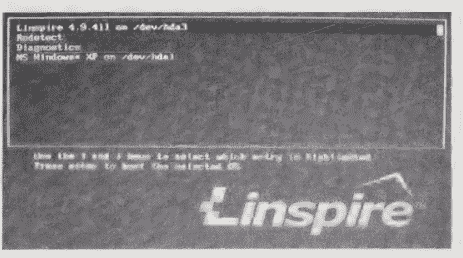 Linspire 4.9.411 on /dev/hda3
Redetect
Diagnostics
MS Windows XP on /dev/hda1
Use the ↑ and ↓ keys to select which entry is highlighted.
Press enter to boot the selected OS
Linspire